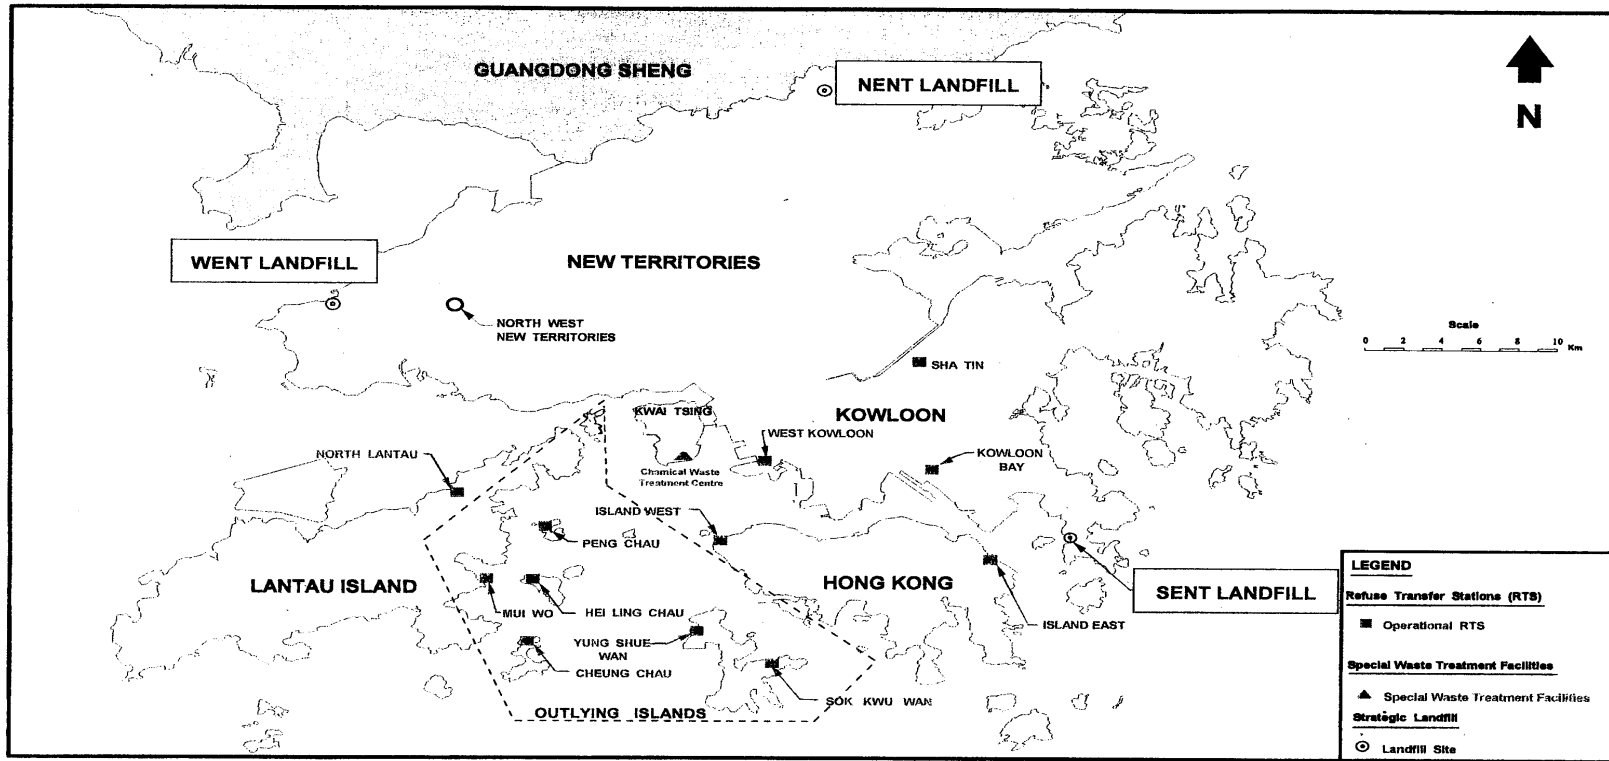 GUANGDONG SHENG
NENT LANDFILL
N
WENT LANDFILL
NEW TERRITORIES
NORTH WEST
NEW TERRITORIES
Scale
0 2 4 6 8 10
Km
SHA TIN
KWAI TSING
KOWLOON
WEST KOWLOON
NORTH LANTAU
KOWLOON
BAY
Chamical Waste
Treatment Centre
ISLAND WEST
PENG CHAU
LANTAU ISLAND
HONG KONG
SENT LANDFILL
MUI WO
HEI LING CHAU
ISLAND EAST
YUNG SHUE
WAN
CHEUNG CHAU
SOK KWU WAN
OUTLYING ISLANDS
LEGEND
Refuse Transfer Stations (RTS)
Operational RTS
Special Waste Treatment Facilities
Special Waste Treatment Facilities
Strategic Landfill
Landfill Site